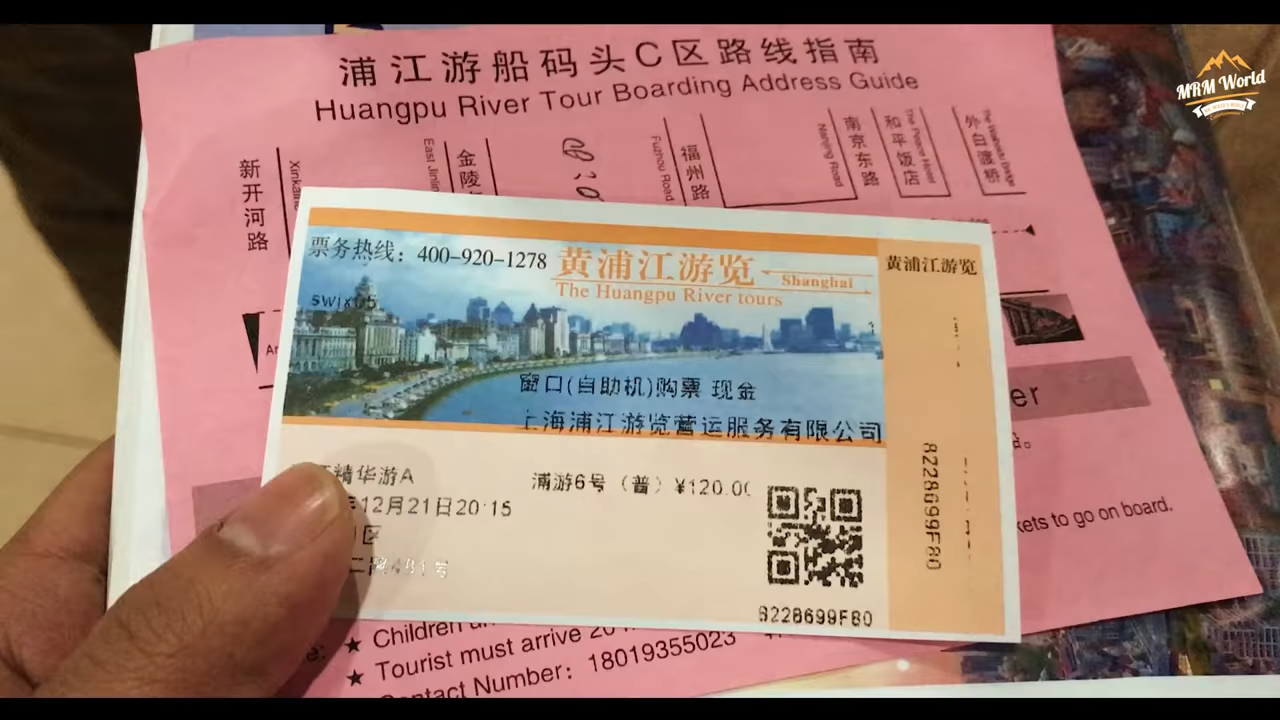 MRM World
浦江游船码头C区路线指南
Huangpu River Tour Boarding Address Guide
新开河路
金陵
Fuzhou Road
福州路
Nanjing Road
南京东路
和平饭店
The Peace Hotel
外白渡桥
票务热线：400-920-1278
黄浦江游览
Shanghai
The Huangpu River tours
黄浦江游览
窗口(自助机)购票 现金
上海浦江游览营运服务有限公司
精华游A
浦游6号（普）¥120.00
12月21日20:15
区
8228699F80
8228699F80
kets to go on board.
★ Children
★ Tourist must arrive 20
Contact Number: 18019355023